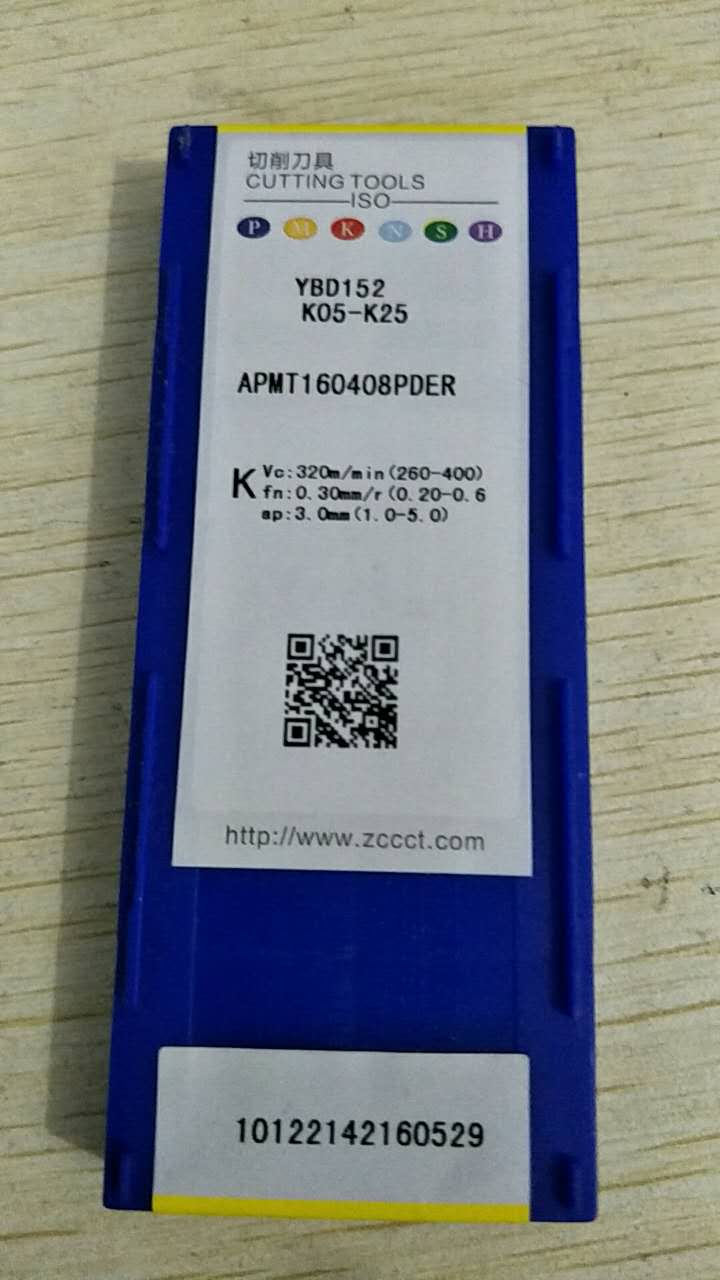 切削刀具
CUTTING TOOLS
ISO
P M K N S H
YBD152
K05-K25
APMT160408PDER
K
Vc:320m/min(260-400)
fn:0.30mm/r(0.20-0.6
ap:3.0mm(1.0-5.0)
http://www.zccct.com
10122142160529